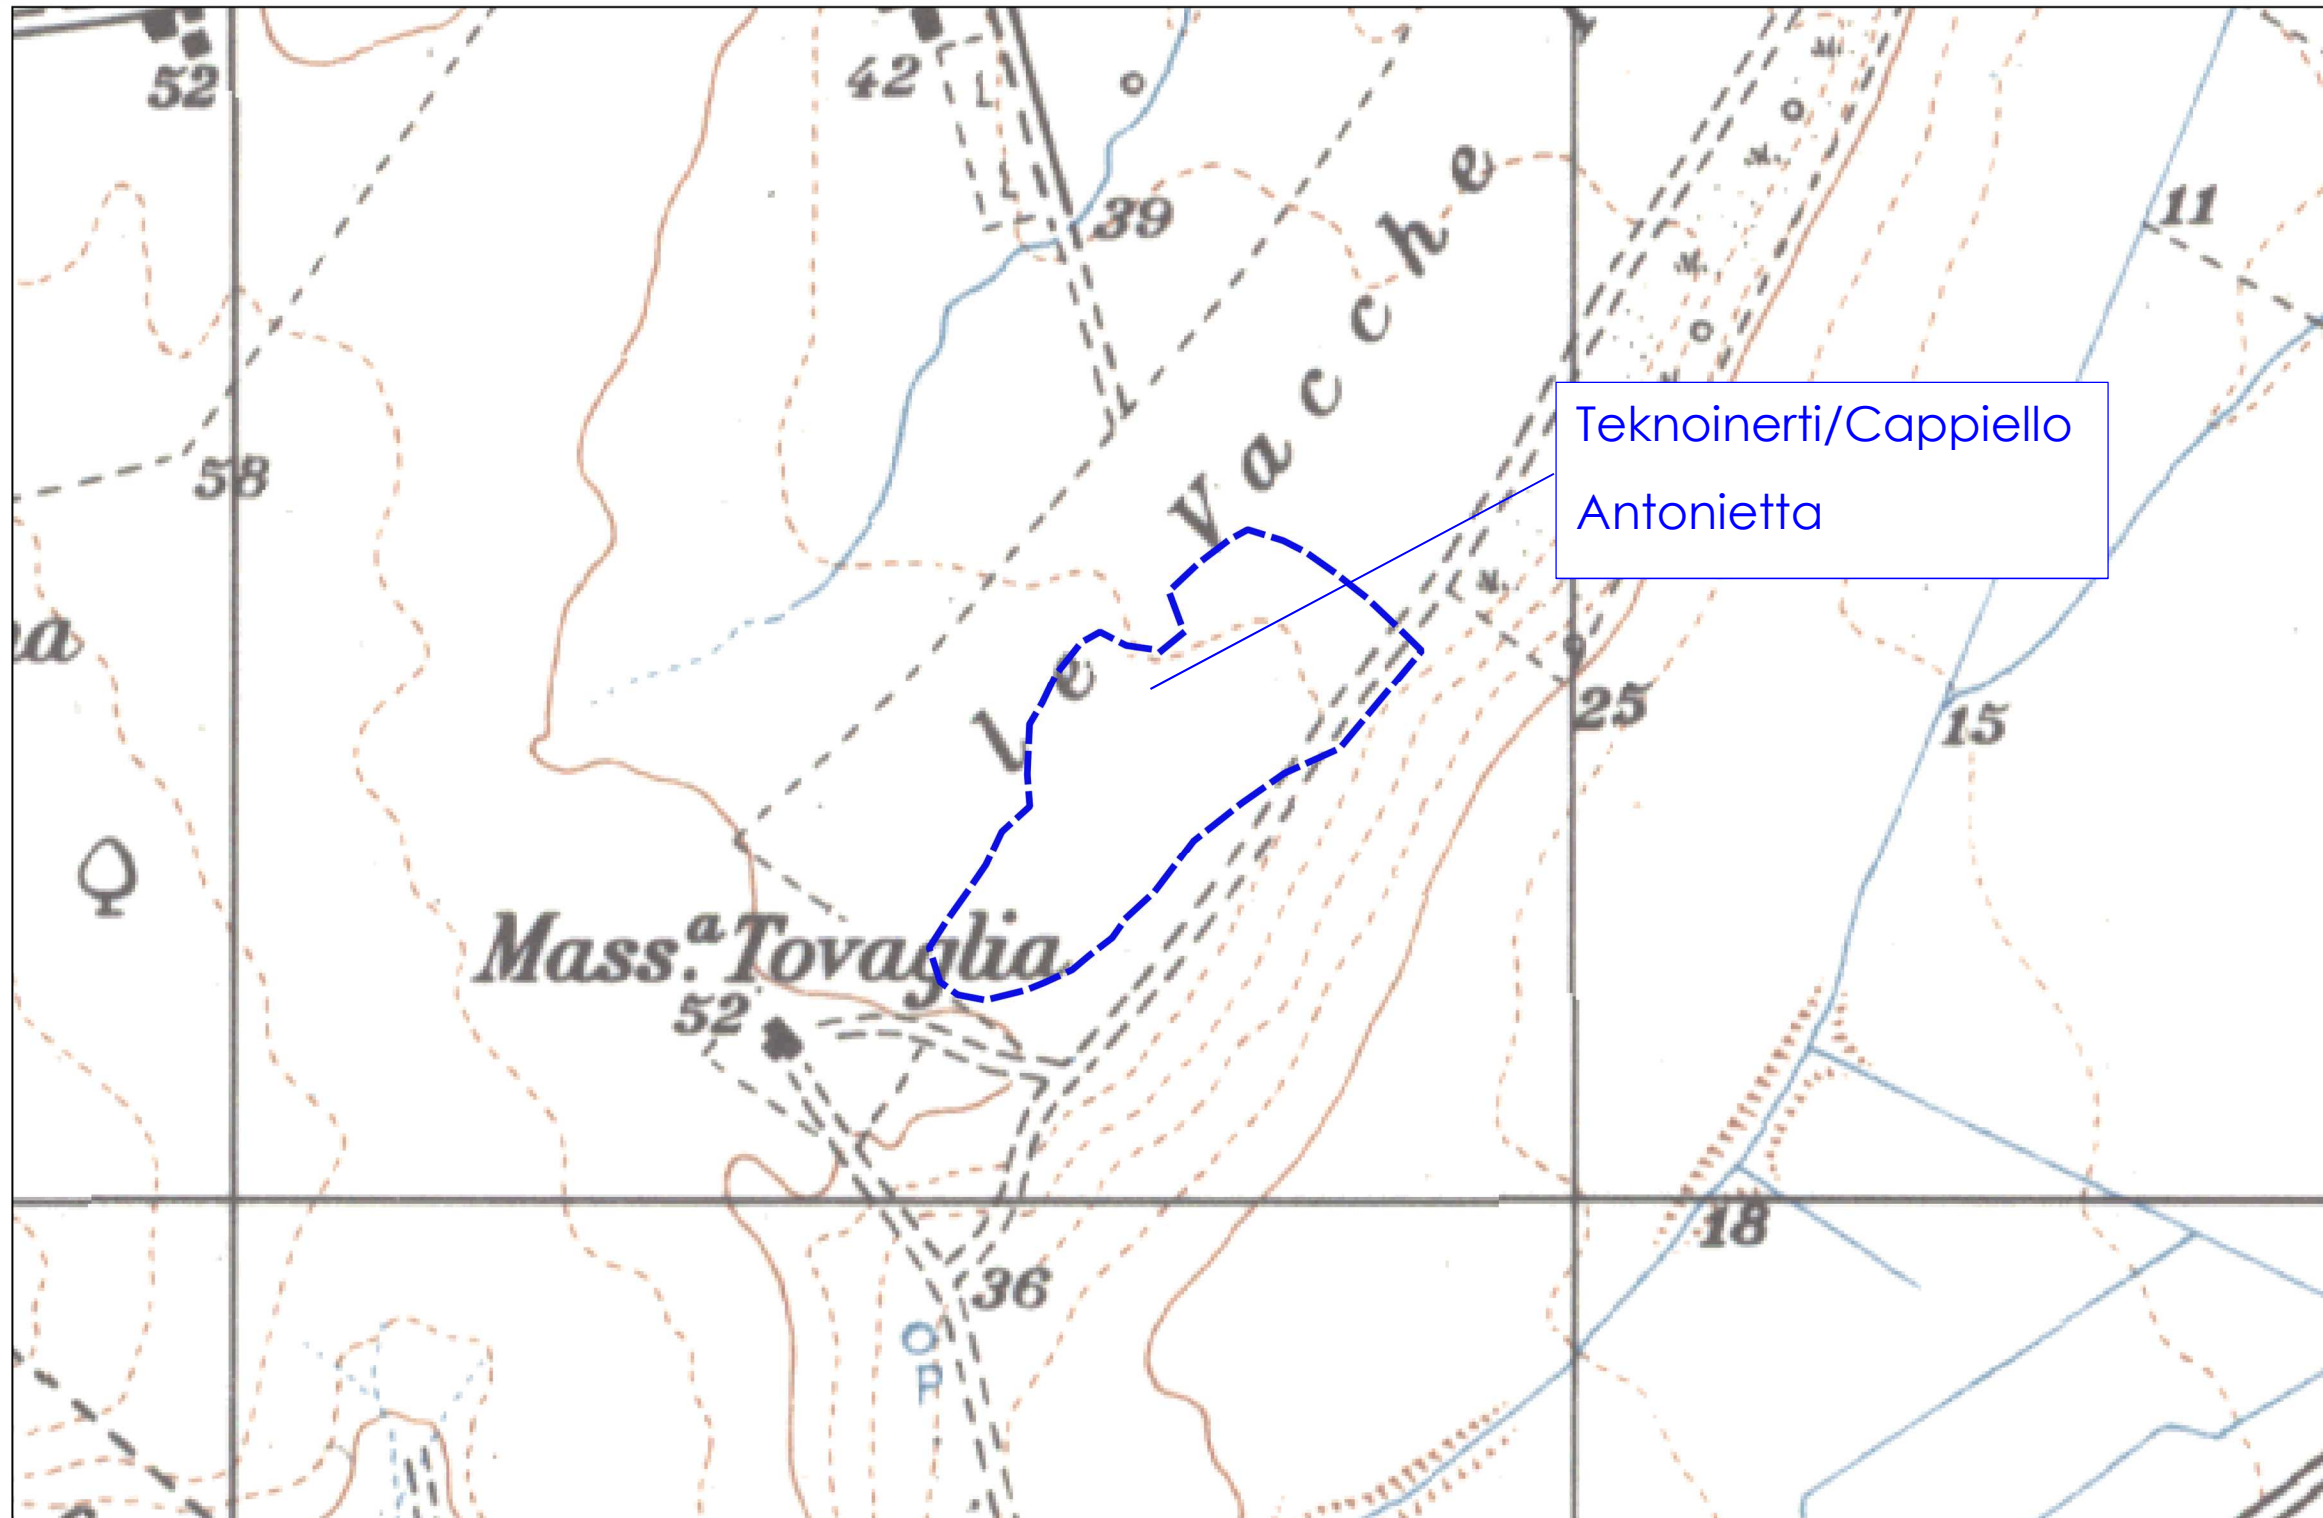 52
42
39
11
58
le Vacche
Teknoinerti/Cappiello
Antonietta
25
15
Mass.ª Tovaglia
52
18
36
P